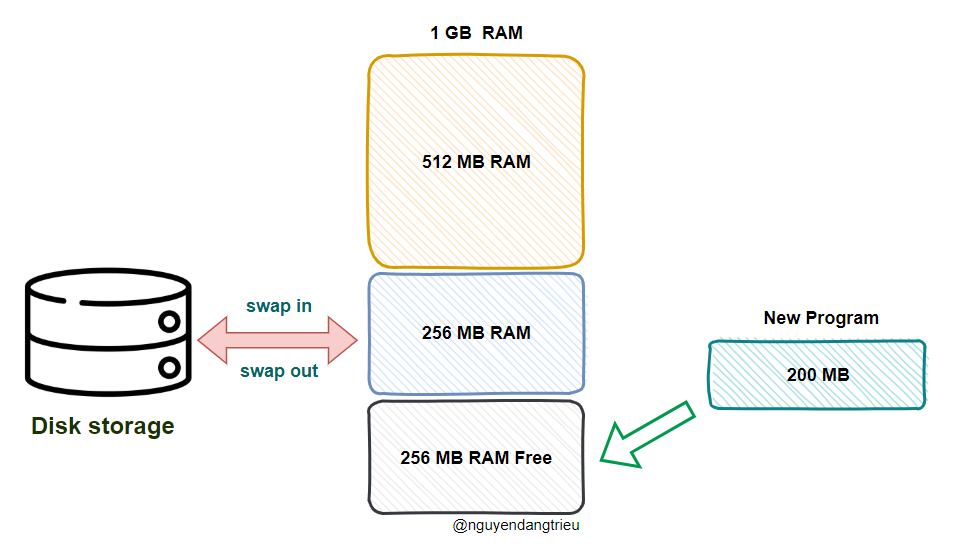 1 GB  RAM
512 MB RAM
swap in
256 MB RAM
swap out
New Program
200 MB
Disk storage
256 MB RAM Free
@nguyendangtrieu